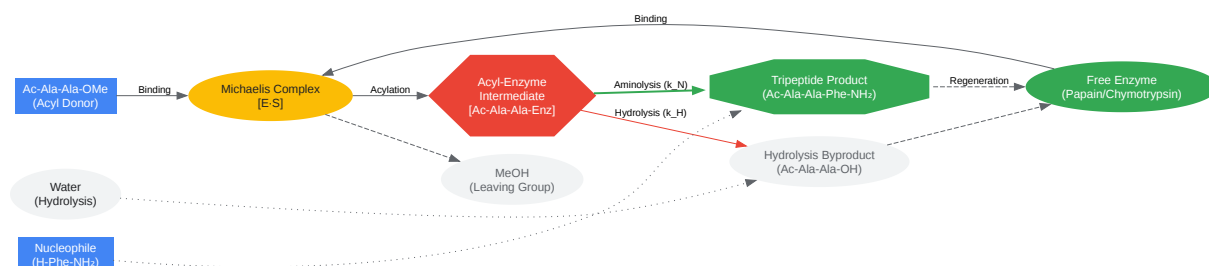 Binding
Ac-Ala-Ala-OMe
(Acyl Donor)
Binding
Michaelis Complex
[E·S]
Acylation
Acyl-Enzyme
Intermediate
[Ac-Ala-Ala-Enz]
Aminolysis (k_N)
Hydrolysis (k_H)
Tripeptide Product
(Ac-Ala-Ala-Phe-NH₂)
Regeneration
Free Enzyme
(Papain/Chymotrypsin)
Hydrolysis Byproduct
(Ac-Ala-Ala-OH)
MeOH
(Leaving Group)
Water
(Hydrolysis)
Nucleophile
(H-Phe-NH₂)